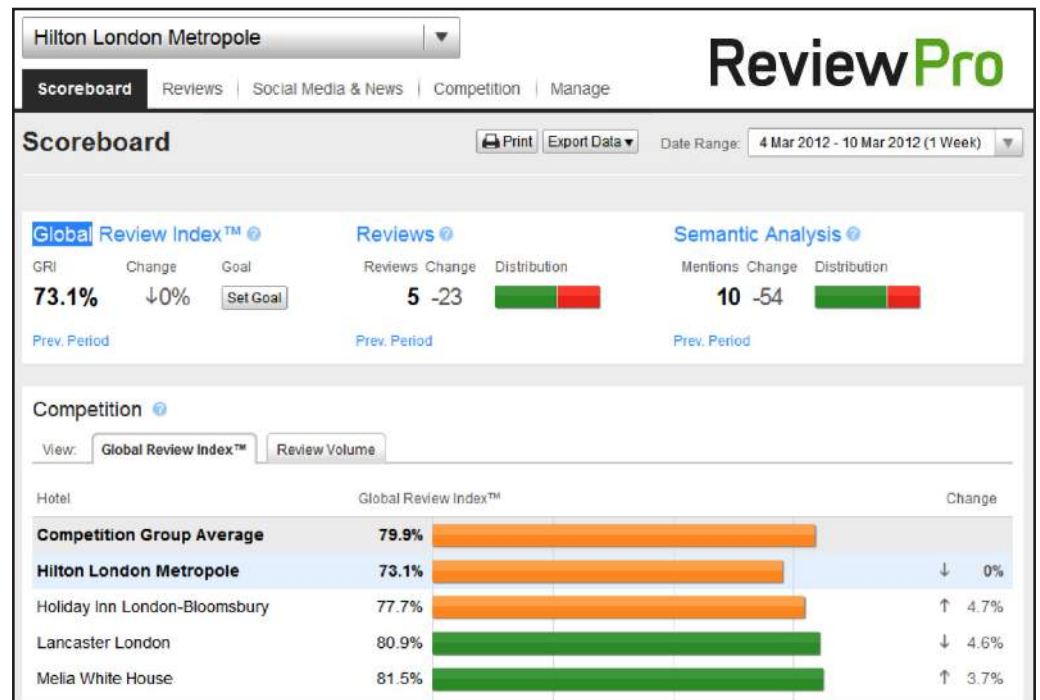 Hilton London Metropole
ReviewPro
Scoreboard Reviews Social Media & News Competition Manage
Scoreboard
Print Export Data Date Range: 4 Mar 2012 - 10 Mar 2012 (1 Week)
Global Review Index™ ? Reviews ? Semantic Analysis ?
GRI Change Goal Reviews Change Distribution Mentions Change Distribution
73.1% ↓0% Set Goal 5 -23 10 -54
Prev. Period Prev. Period Prev. Period
Competition ?
View: Global Review Index™ Review Volume
Hotel Global Review Index™ Change
Competition Group Average 79.9%
Hilton London Metropole 73.1% ↓ 0%
Holiday Inn London-Bloomsbury 77.7% ↑ 4.7%
Lancaster London 80.9% ↓ 4.6%
Melia White House 81.5% ↑ 3.7%